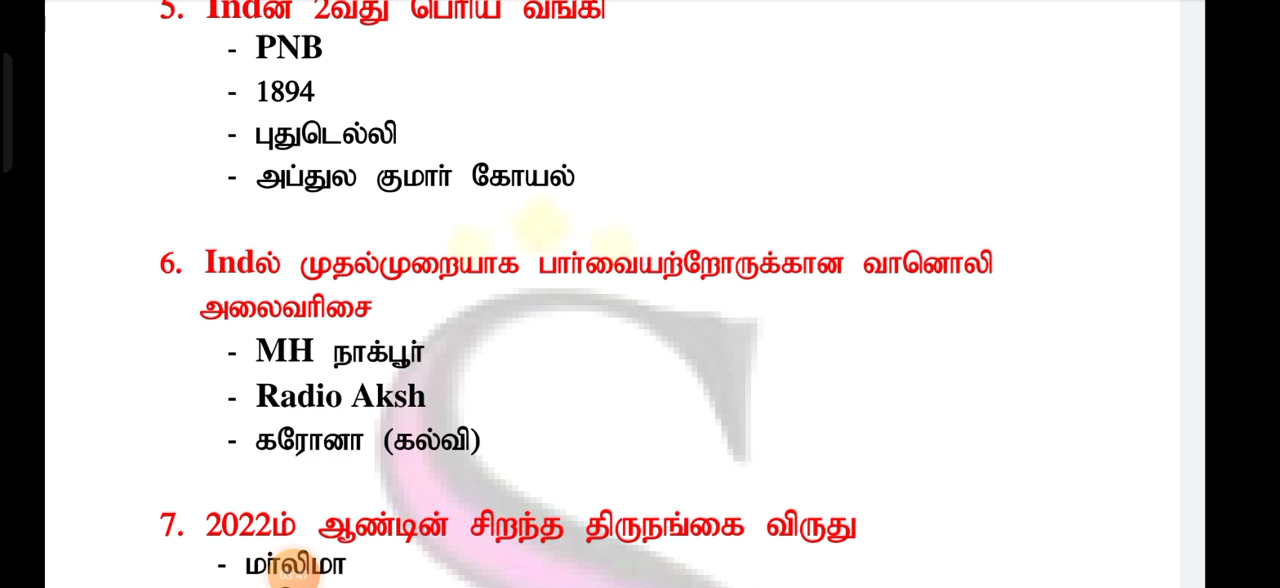 5. Indன் 2வது பெரிய வங்கி
- PNB
- 1894
- புதுடெல்லி
- அப்துல குமார் கோயல்
6. Indல் முதல்முறையாக பார்வையற்றோருக்கான வானொலி
அலைவரிசை
- MH நாக்பூர்
- Radio Aksh
- கரோனா (கல்வி)
7. 2022ம் ஆண்டின் சிறந்த திருநங்கை விருது
- மர்லிமா